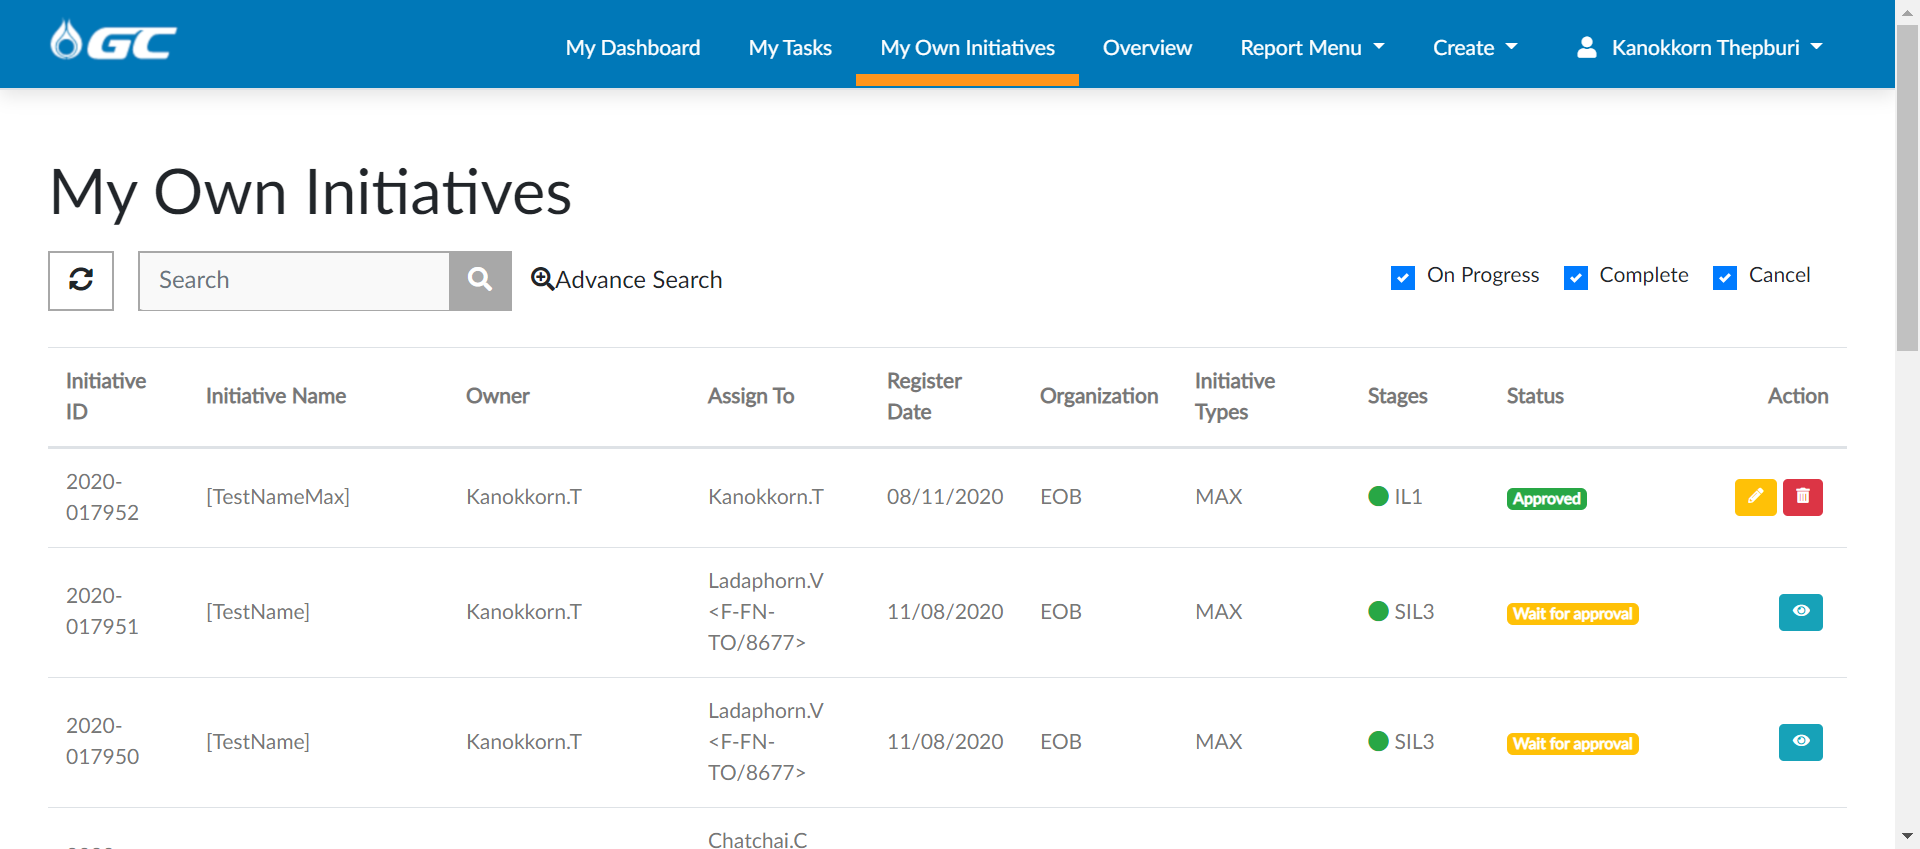 GC
My Dashboard
My Tasks
My Own Initiatives
Overview
Report Menu
Create
Kanokkorn Thepburi
My Own Initiatives
Search
Advance Search
On Progress
Complete
Cancel
Initiative
ID
Initiative Name
Owner
Assign To
Register
Date
Organization
Initiative
Types
Stages
Status
Action
2020-
017952
[TestNameMax]
Kanokkorn.T
Kanokkorn.T
08/11/2020
EOB
MAX
IL1
Approved
2020-
017951
[TestName]
Kanokkorn.T
Ladaphorn.V
<F-FN-
TO/8677>
11/08/2020
EOB
MAX
SIL3
Wait for approval
2020-
017950
[TestName]
Kanokkorn.T
Ladaphorn.V
<F-FN-
TO/8677>
11/08/2020
EOB
MAX
SIL3
Wait for approval
Chatchai.C